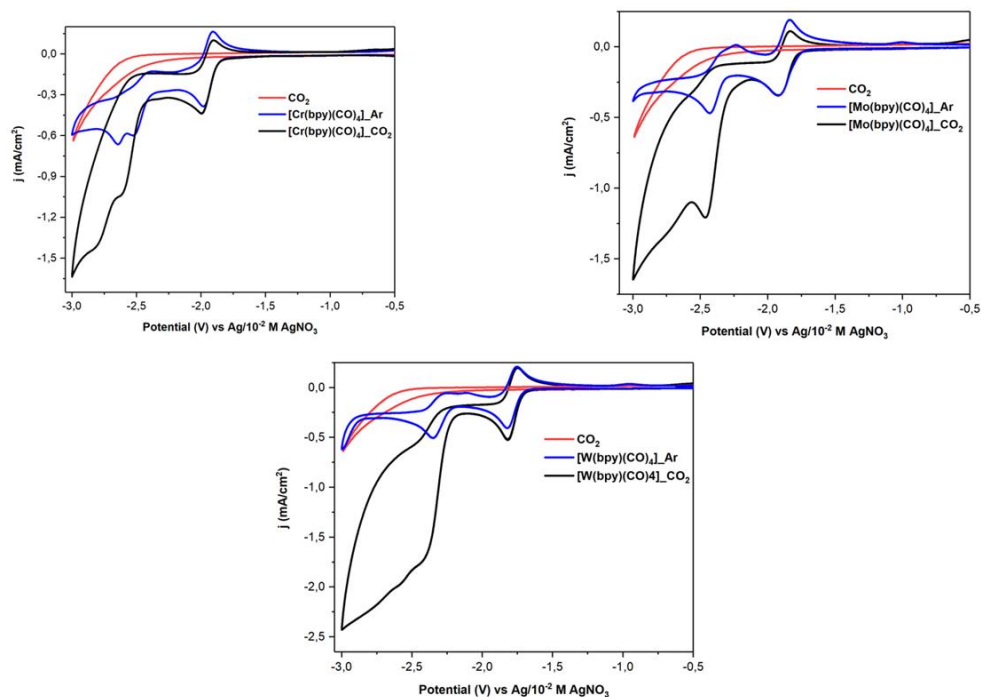 0,0
-0,3
-0,6
-0,9
-1,2
-1,5
j (mA/cm²)
CO₂
[Cr(bpy)(CO)₄]_Ar
[Cr(bpy)(CO)₄]_CO₂
-3,0 -2,5 -2,0 -1,5 -1,0 -0,5
Potential (V) vs Ag/10⁻² M AgNO₃
0,0
-0,5
-1,0
-1,5
j (mA/cm²)
CO₂
[Mo(bpy)(CO)₄]_Ar
[Mo(bpy)(CO)₄]_CO₂
-3,0 -2,5 -2,0 -1,5 -1,0 -0,5
Potential (V) vs Ag/10⁻² M AgNO₃
0,0
-0,5
-1,0
-1,5
-2,0
-2,5
j (mA/cm²)
CO₂
[W(bpy)(CO)₄]_Ar
[W(bpy)(CO)4]_CO₂
-3,0 -2,5 -2,0 -1,5 -1,0 -0,5
Potential (V) vs Ag/10⁻² M AgNO₃